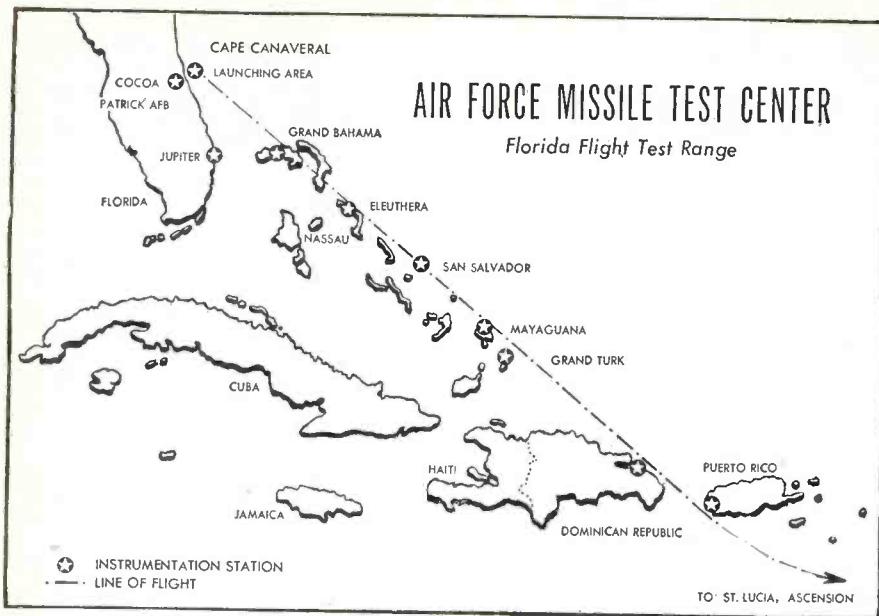 CAPE CANAVERAL
LAUNCHING AREA
COCOA
PATRICK AFB
AIR FORCE MISSILE TEST CENTER
Florida Flight Test Range
GRAND BAHAMA
JUPITER
FLORIDA
ELEUTHERA
NASSAU
SAN SALVADOR
MAYAGUANA
GRAND TURK
CUBA
HAITI
PUERTO RICO
JAMAICA
DOMINICAN REPUBLIC
INSTRUMENTATION STATION
LINE OF FLIGHT
TO ST. LUCIA, ASCENSION